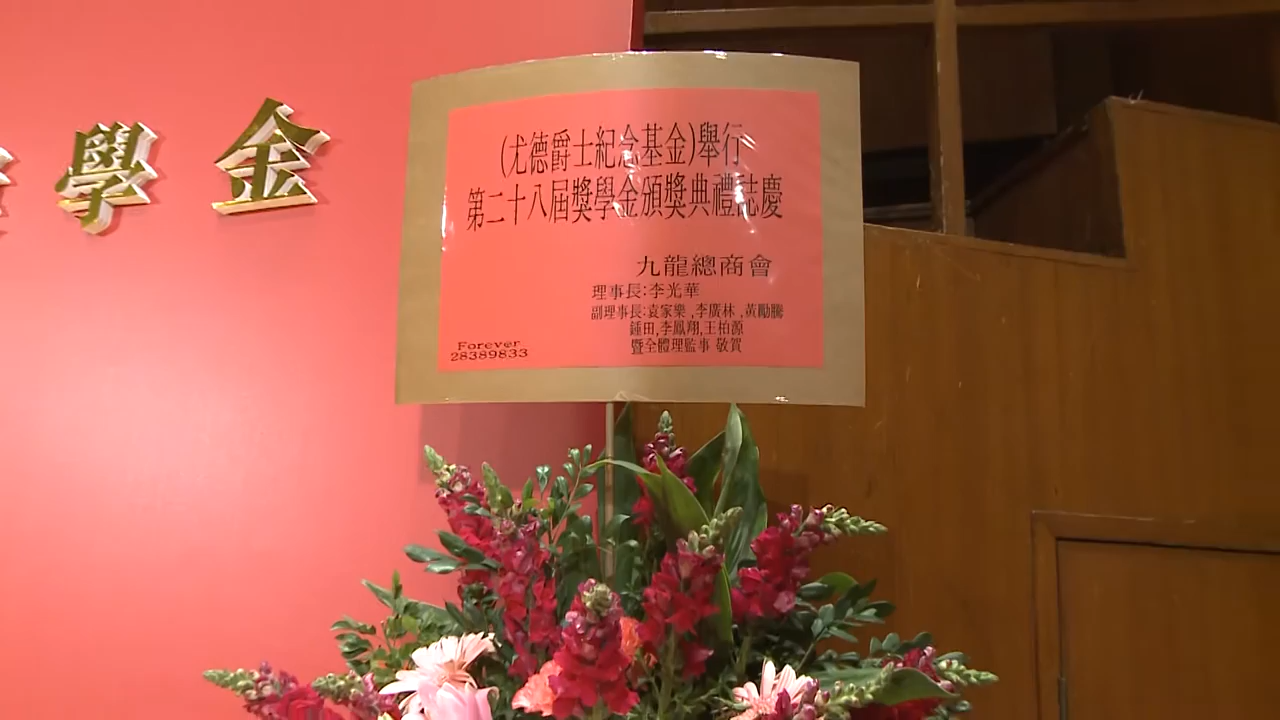 學金
(尤德爵士紀念基金)舉行
第二十八屆獎學金頒獎典禮誌慶
九龍總商會
理事長:李光華
副理事長:袁家樂,李廣林,黃勵騰
鍾田,李鳳翔,王柏源
暨全體理監事 敬賀
Forever
28389833